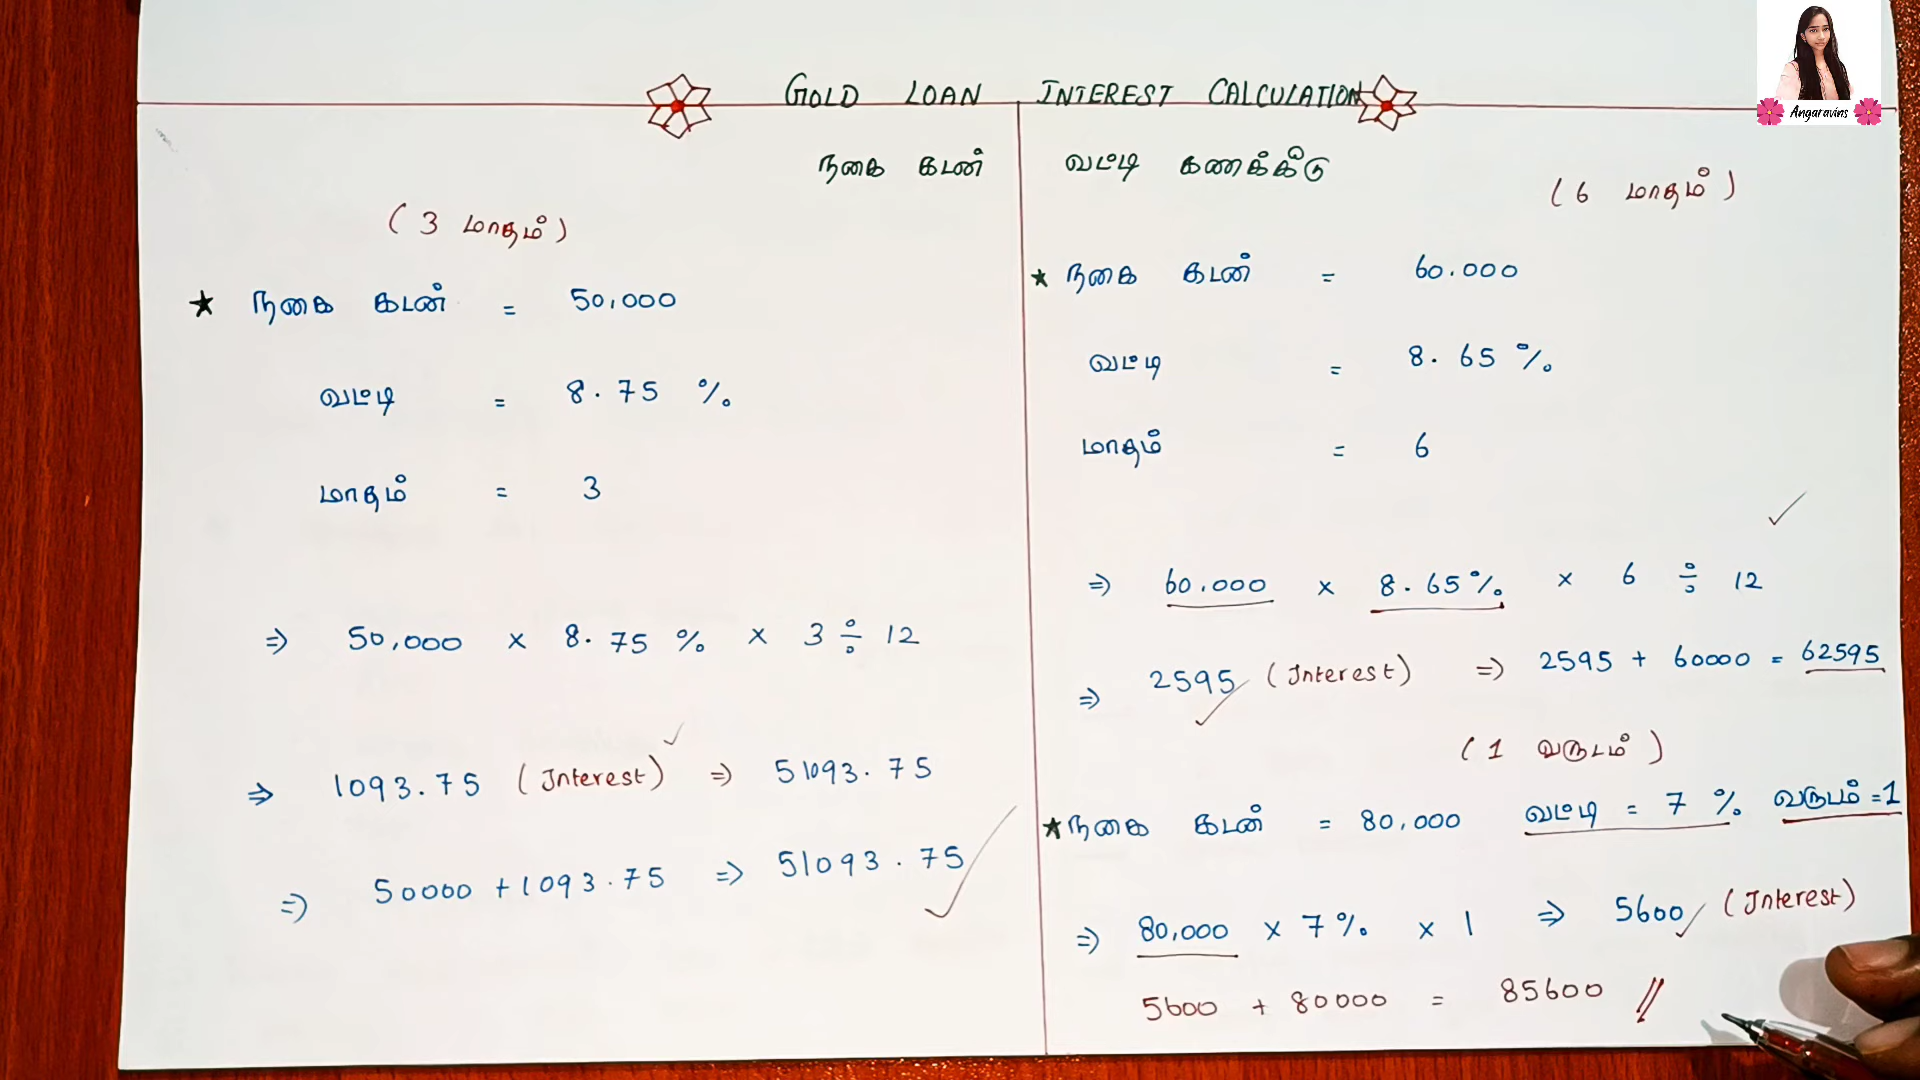 GOLD LOAN INTEREST CALCULATION
நகை கடன் வட்டி கணக்கீடு
( 3 மாதம் )
★ நகை கடன் = 50,000
வட்டி = 8.75 %
மாதம் = 3
⇒ 50,000 x 8.75 % x 3 ÷ 12
⇒ 1093.75 (Interest) ⇒ 51093.75
⇒ 50000 + 1093.75 ⇒ 51093.75
( 6 மாதம் )
★ நகை கடன் = 60.000
வட்டி = 8.65 %
மாதம் = 6
⇒ 60.000 x 8.65% x 6 ÷ 12
⇒ 2595 (Interest) ⇒ 2595 + 60000 = 62595
( 1 வருடம் )
★ நகை கடன் = 80,000 வட்டி = 7 % வருடம் = 1
⇒ 80,000 x 7% x 1 ⇒ 5600 (Interest)
5600 + 80000 = 85600 //
Angaravins